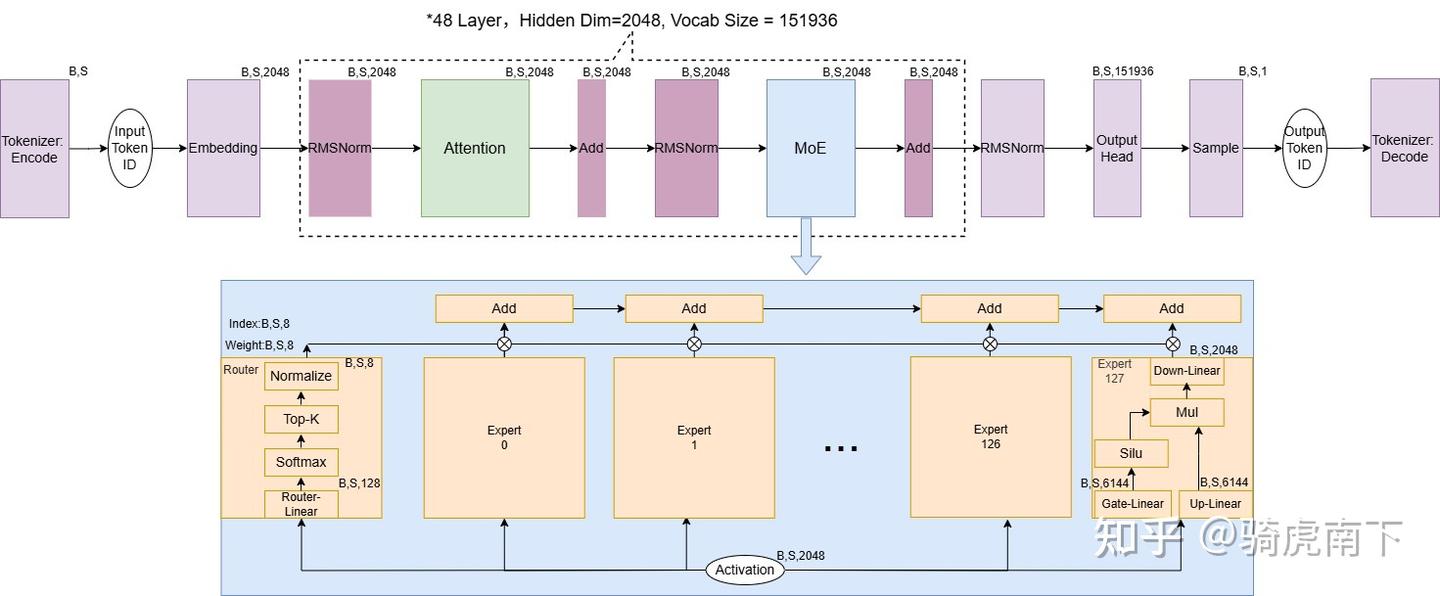 *48 Layer，Hidden Dim=2048, Vocab Size = 151936
B,S
B,S,2048
B,S,2048
B,S,2048
B,S,2048
B,S,2048
B,S,2048
B,S,2048
B,S,151936
B,S,1
Tokenizer:
Encode
Input
Token
ID
Embedding
RMSNorm
Attention
Add
RMSNorm
MoE
Add
RMSNorm
Output
Head
Sample
Output
Token
ID
Tokenizer:
Decode
Add
Add
Add
Add
Index:B,S,8
Weight:B,S,8
Router
B,S,8
Normalize
Top-K
Softmax
B,S,128
Router-
Linear
Expert
0
Expert
1
...
Expert
126
B,S,2048
Expert
127
Down-Linear
Mul
Silu
B,S,6144
B,S,6144
Gate-Linear
Up-Linear
B,S,2048
Activation
知乎 @骑虎南下